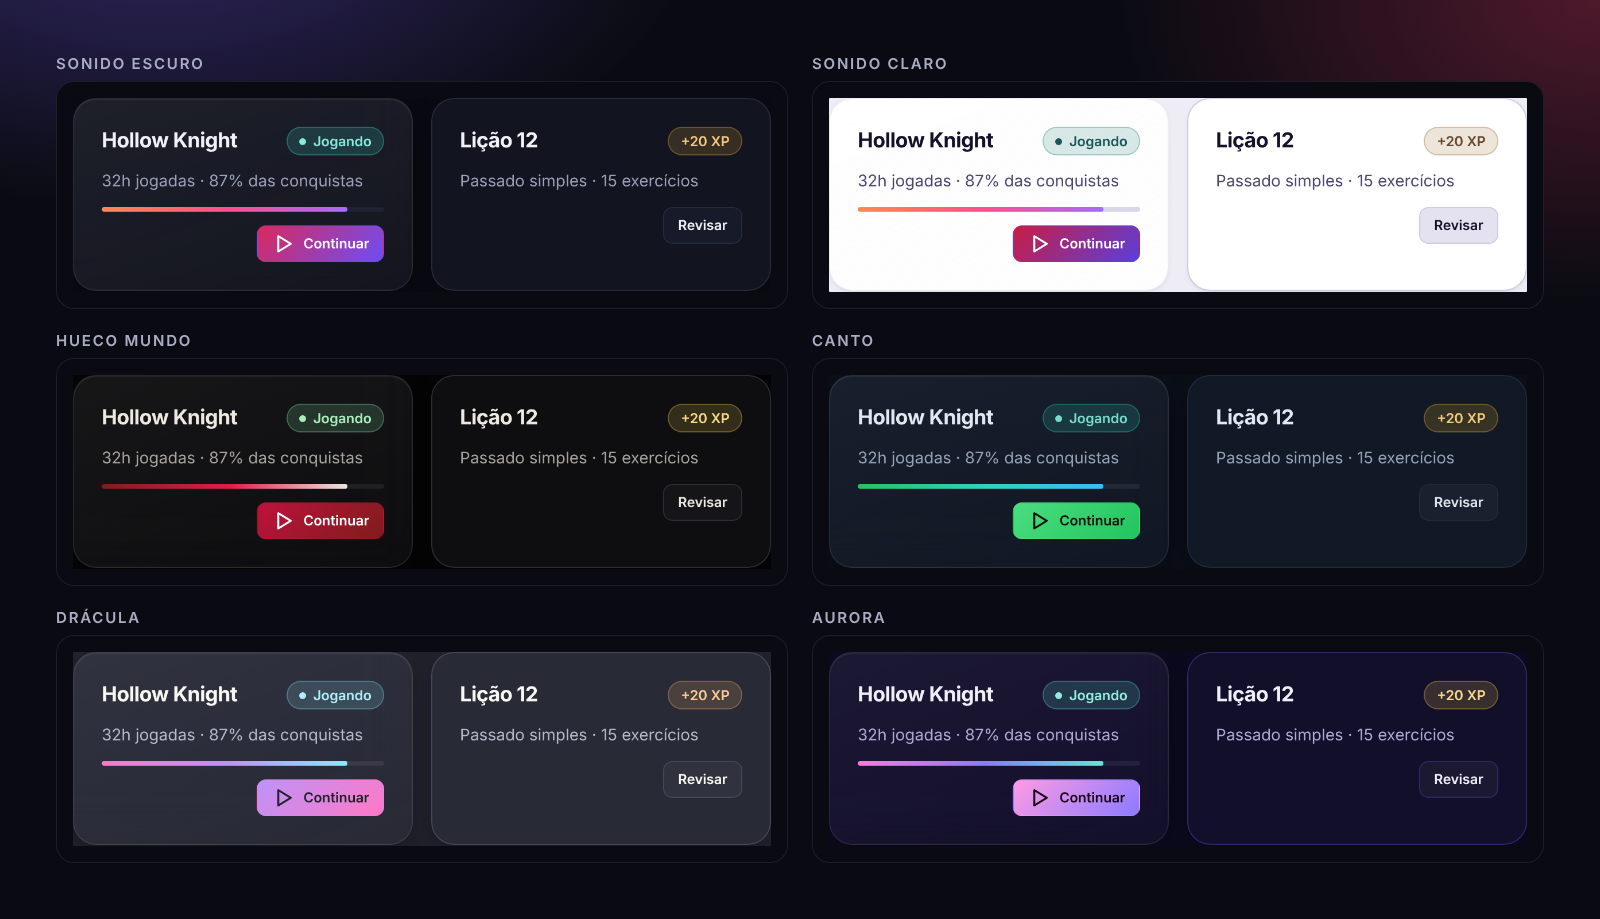 SONIDO ESCURO
Hollow Knight
Jogando
32h jogadas · 87% das conquistas
Continuar
Lição 12
+20 XP
Passado simples · 15 exercícios
Revisar
SONIDO CLARO
Hollow Knight
Jogando
32h jogadas · 87% das conquistas
Continuar
Lição 12
+20 XP
Passado simples · 15 exercícios
Revisar
HUECO MUNDO
Hollow Knight
Jogando
32h jogadas · 87% das conquistas
Continuar
Lição 12
+20 XP
Passado simples · 15 exercícios
Revisar
CANTO
Hollow Knight
Jogando
32h jogadas · 87% das conquistas
Continuar
Lição 12
+20 XP
Passado simples · 15 exercícios
Revisar
DRÁCULA
Hollow Knight
Jogando
32h jogadas · 87% das conquistas
Continuar
Lição 12
+20 XP
Passado simples · 15 exercícios
Revisar
AURORA
Hollow Knight
Jogando
32h jogadas · 87% das conquistas
Continuar
Lição 12
+20 XP
Passado simples · 15 exercícios
Revisar